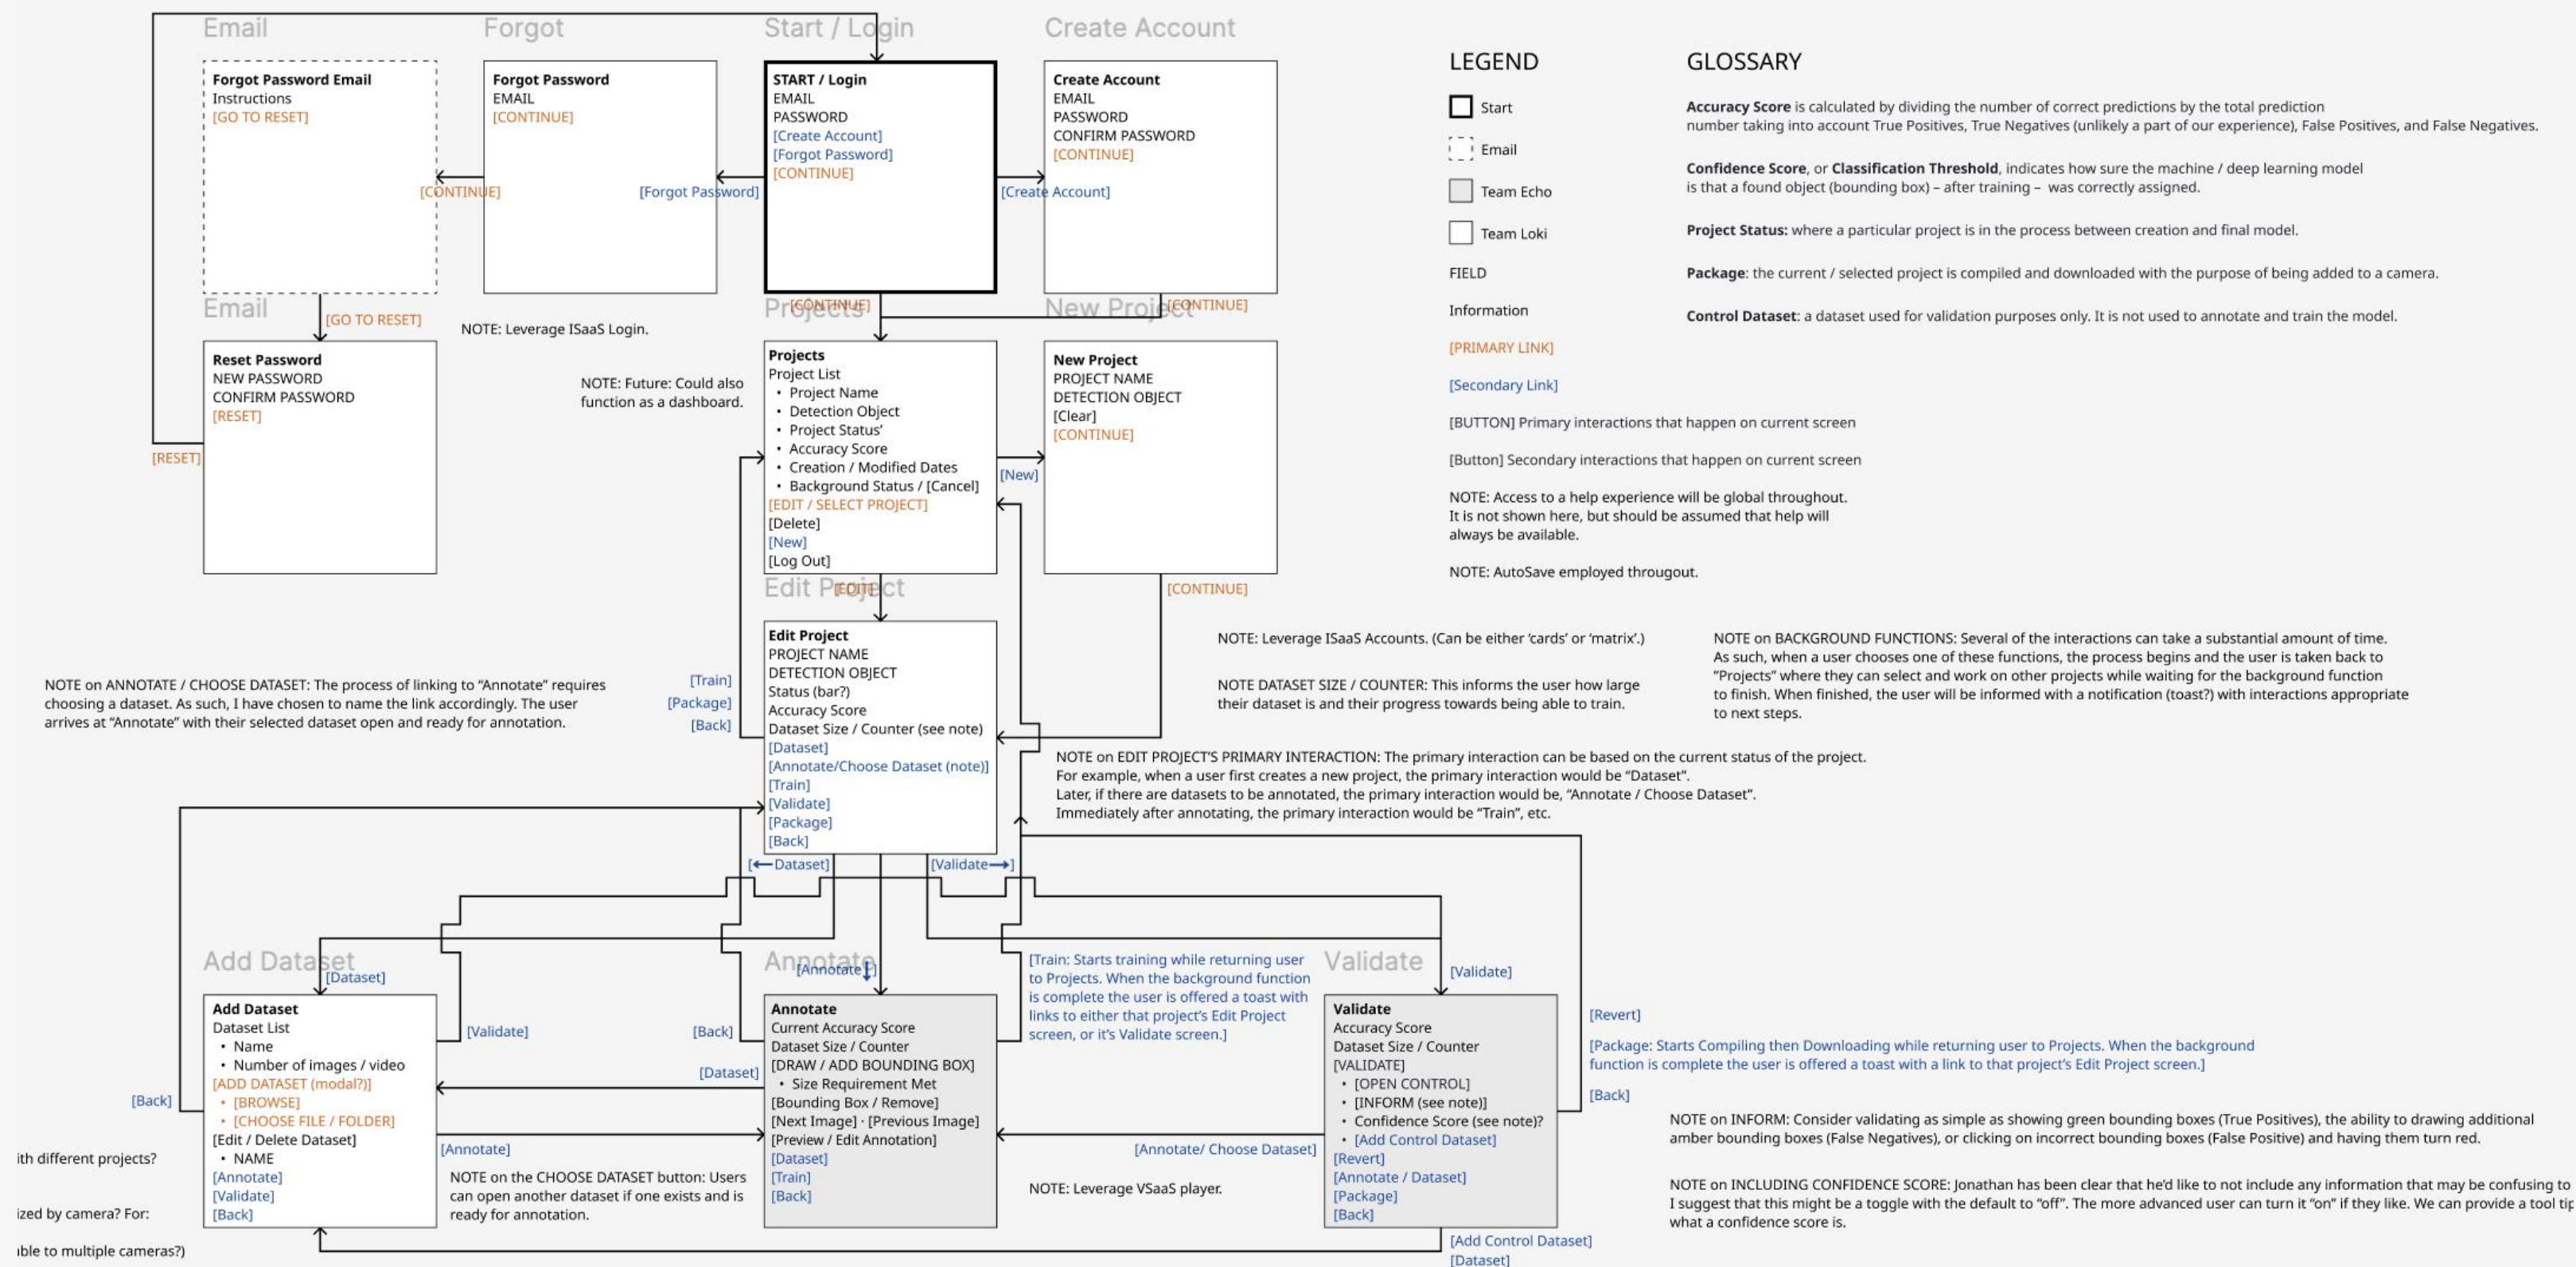 Email
Forgot Password Email
Instructions
[GO TO RESET]
Forgot
Forgot Password
EMAIL
[CONTINUE]
[CONTINUE]
[Forgot Password]
Start / Login
START / Login
EMAIL
PASSWORD
[Create Account]
[Forgot Password]
[CONTINUE]
[Create Account]
Create Account
Create Account
EMAIL
PASSWORD
CONFIRM PASSWORD
[CONTINUE]
[CONTINUE]
[CONTINUE]
Email
[GO TO RESET]
NOTE: Leverage ISaaS Login.
Reset Password
NEW PASSWORD
CONFIRM PASSWORD
[RESET]
[RESET]
NOTE: Future: Could also
function as a dashboard.
Projects
Projects
Project List
• Project Name
• Detection Object
• Project Status’
• Accuracy Score
• Creation / Modified Dates
• Background Status / [Cancel]
[EDIT / SELECT PROJECT]
[Delete]
[New]
[Log Out]
[New]
New Project
New Project
PROJECT NAME
DETECTION OBJECT
[Clear]
[CONTINUE]
[CONTINUE]
LEGEND
Start
Email
Team Echo
Team Loki
FIELD
Information
[PRIMARY LINK]
[Secondary Link]
[BUTTON] Primary interactions that happen on current screen
[Button] Secondary interactions that happen on current screen
NOTE: Access to a help experience will be global throughout.
It is not shown here, but should be assumed that help will
always be available.
NOTE: AutoSave employed througout.
GLOSSARY
Accuracy Score is calculated by dividing the number of correct predictions by the total prediction
number taking into account True Positives, True Negatives (unlikely a part of our experience), False Positives, and False Negatives.
Confidence Score, or Classification Threshold, indicates how sure the machine / deep learning model
is that a found object (bounding box) – after training – was correctly assigned.
Project Status: where a particular project is in the process between creation and final model.
Package: the current / selected project is compiled and downloaded with the purpose of being added to a camera.
Control Dataset: a dataset used for validation purposes only. It is not used to annotate and train the model.
Edit Project
[EDIT]
Edit Project
PROJECT NAME
DETECTION OBJECT
Status (bar?)
Accuracy Score
Dataset Size / Counter (see note)
[Dataset]
[Annotate/Choose Dataset (note)]
[Train]
[Validate]
[Package]
[Back]
[Train]
[Package]
[Back]
NOTE on ANNOTATE / CHOOSE DATASET: The process of linking to “Annotate” requires
choosing a dataset. As such, I have chosen to name the link accordingly. The user
arrives at “Annotate” with their selected dataset open and ready for annotation.
NOTE: Leverage ISaaS Accounts. (Can be either ‘cards’ or ‘matrix’.)
NOTE DATASET SIZE / COUNTER: This informs the user how large
their dataset is and their progress towards being able to train.
NOTE on BACKGROUND FUNCTIONS: Several of the interactions can take a substantial amount of time.
As such, when a user chooses one of these functions, the process begins and the user is taken back to
“Projects” where they can select and work on other projects while waiting for the background function
to finish. When finished, the user will be informed with a notification (toast?) with interactions appropriate
to next steps.
NOTE on EDIT PROJECT’S PRIMARY INTERACTION: The primary interaction can be based on the current status of the project.
For example, when a user first creates a new project, the primary interaction would be “Dataset”.
Later, if there are datasets to be annotated, the primary interaction would be, “Annotate / Choose Dataset”.
Immediately after annotating, the primary interaction would be “Train”, etc.
[←Dataset]
[Validate→]
Add Dataset
[Dataset]
Add Dataset
Dataset List
• Name
• Number of images / video
[ADD DATASET (modal?)]
• [BROWSE]
• [CHOOSE FILE / FOLDER]
[Edit / Delete Dataset]
• NAME
[Annotate]
[Validate]
[Back]
[Back]
[Validate]
[Back]
[Dataset]
[Annotate]
NOTE on the CHOOSE DATASET button: Users
can open another dataset if one exists and is
ready for annotation.
ith different projects?
ized by camera? For:
ible to multiple cameras?)
Annotate
[Annotate↓]
Annotate
Current Accuracy Score
Dataset Size / Counter
[DRAW / ADD BOUNDING BOX]
• Size Requirement Met
[Bounding Box / Remove]
[Next Image] · [Previous Image]
[Preview / Edit Annotation]
[Dataset]
[Train]
[Back]
[Train: Starts training while returning user
to Projects. When the background function
is complete the user is offered a toast with
links to either that project’s Edit Project
screen, or it’s Validate screen.]
[Annotate/ Choose Dataset]
NOTE: Leverage VSaaS player.
Validate
[Validate]
Validate
Accuracy Score
Dataset Size / Counter
[VALIDATE]
• [OPEN CONTROL]
• [INFORM (see note)]
• Confidence Score (see note)?
• [Add Control Dataset]
[Revert]
[Annotate / Dataset]
[Package]
[Back]
[Revert]
[Package: Starts Compiling then Downloading while returning user to Projects. When the background
function is complete the user is offered a toast with a link to that project’s Edit Project screen.]
[Back]
NOTE on INFORM: Consider validating as simple as showing green bounding boxes (True Positives), the ability to drawing additional
amber bounding boxes (False Negatives), or clicking on incorrect bounding boxes (False Positive) and having them turn red.
NOTE on INCLUDING CONFIDENCE SCORE: Jonathan has been clear that he’d like to not include any information that may be confusing to
I suggest that this might be a toggle with the default to “off”. The more advanced user can turn it “on” if they like. We can provide a tool tip
what a confidence score is.
[Add Control Dataset]
[Dataset]